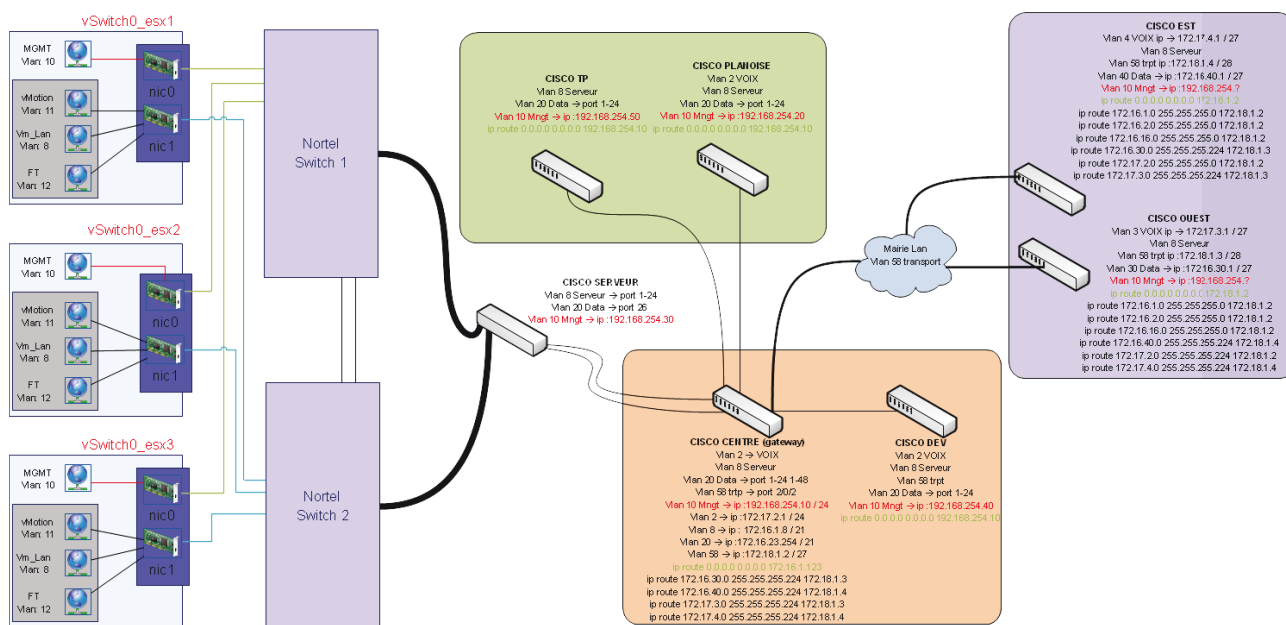 vSwitch0_esx1
MGMT
Vlan: 10
nic0
vMotion
Vlan: 11
Vm_Lan
Vlan: 8
nic1
FT
Vlan: 12
vSwitch0_esx2
MGMT
Vlan: 10
nic0
vMotion
Vlan: 11
Vm_Lan
Vlan: 8
nic1
FT
Vlan: 12
vSwitch0_esx3
MGMT
Vlan: 10
nic0
vMotion
Vlan: 11
Vm_Lan
Vlan: 8
nic1
FT
Vlan: 12
Nortel
Switch 1
Nortel
Switch 2
CISCO SERVEUR
Vlan 8 Serveur → port 1-24
Vlan 20 Data → port 26
Vlan 10 Mngt → ip :192.168.254.30
CISCO TP
Vlan 8 Serveur
Vlan 20 Data → port 1-24
Vlan 10 Mngt → ip :192.168.254.50
ip route 0.0.0.0 0.0.0.0 192.168.254.10
CISCO PLANOISE
Vlan 2 VOIX
Vlan 8 Serveur
Vlan 20 Data → port 1-24
Vlan 10 Mngt → ip :192.168.254.20
ip route 0.0.0.0 0.0.0.0 192.168.254.10
Mairie Lan
Vlan 58 transport
CISCO EST
Vlan 4 VOIX ip → 172.17.4.1 / 27
Vlan 8 Serveur
Vlan 58 trpt ip :172.18.1.4 / 28
Vlan 40 Data → ip :172.16.40.1 / 27
Vlan 10 Mngt → ip :192.168.254.?
ip route 0.0.0.0 0.0.0.0 172.18.1.2
ip route 172.16.1.0 255.255.255.0 172.18.1.2
ip route 172.16.2.0 255.255.255.0 172.18.1.2
ip route 172.16.16.0 255.255.255.0 172.18.1.2
ip route 172.16.30.0 255.255.255.224 172.18.1.3
ip route 172.17.2.0 255.255.255.0 172.18.1.2
ip route 172.17.3.0 255.255.255.224 172.18.1.3
CISCO OUEST
Vlan 3 VOIX ip → 172.17.3.1 / 27
Vlan 8 Serveur
Vlan 58 trpt ip :172.18.1.3 / 28
Vlan 30 Data → ip :172.16.30.1 / 27
Vlan 10 Mngt → ip :192.168.254.?
ip route 0.0.0.0 0.0.0.0 172.18.1.2
ip route 172.16.1.0 255.255.255.0 172.18.1.2
ip route 172.16.2.0 255.255.255.0 172.18.1.2
ip route 172.16.16.0 255.255.255.0 172.18.1.2
ip route 172.16.40.0 255.255.255.224 172.18.1.4
ip route 172.17.2.0 255.255.255.224 172.18.1.2
ip route 172.17.4.0 255.255.255.224 172.18.1.4
CISCO CENTRE (gateway)
Vlan 2 → VOIX
Vlan 8 Serveur
Vlan 20 Data → port 1-24 1-48
Vlan 58 trtp → port 2/0/2
Vlan 10 Mngt → ip :192.168.254.10 / 24
Vlan 2 → ip :172.17.2.1 / 24
Vlan 8 → ip :172.16.1.8 / 21
Vlan 20 → ip :172.16.23.254 / 21
Vlan 58 → ip :172.18.1.2 / 27
ip route 0.0.0.0 0.0.0.0 172.16.1.123
ip route 172.16.30.0 255.255.255.224 172.18.1.3
ip route 172.16.40.0 255.255.255.224 172.18.1.4
ip route 172.17.3.0 255.255.255.224 172.18.1.3
ip route 172.17.4.0 255.255.255.224 172.18.1.4
CISCO DEV
Vlan 2 VOIX
Vlan 8 Serveur
Vlan 58 trpt
Vlan 20 Data → port 1-24
Vlan 10 Mngt → ip :192.168.254.40
ip route 0.0.0.0 0.0.0.0 192.168.254.10